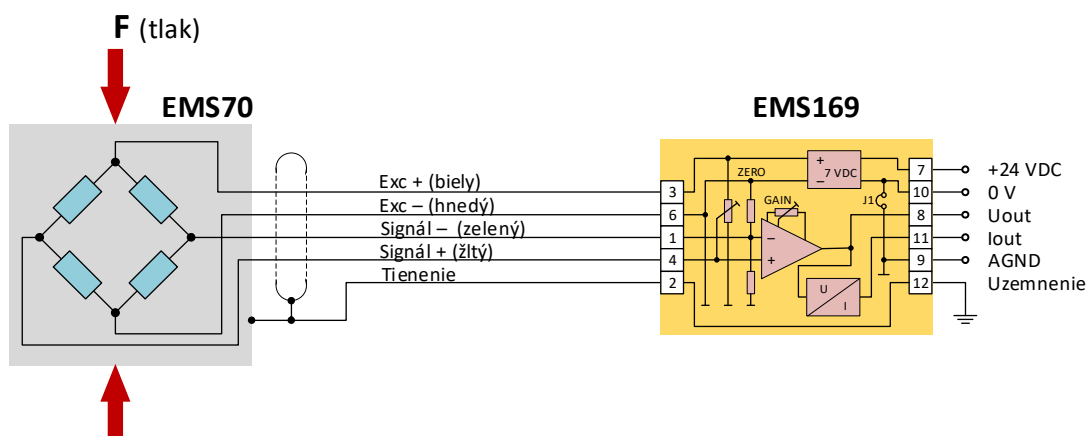 F (tlak)
EMS70
EMS169
Exc + (biely)
Exc – (hnedý)
Signál – (zelený)
Signál + (žltý)
Tienenie
3
6
1
4
2
ZERO
GAIN
+
–
7 VDC
J1
–
+
U
I
7
10
8
11
9
12
+24 VDC
0 V
Uout
Iout
AGND
Uzemnenie